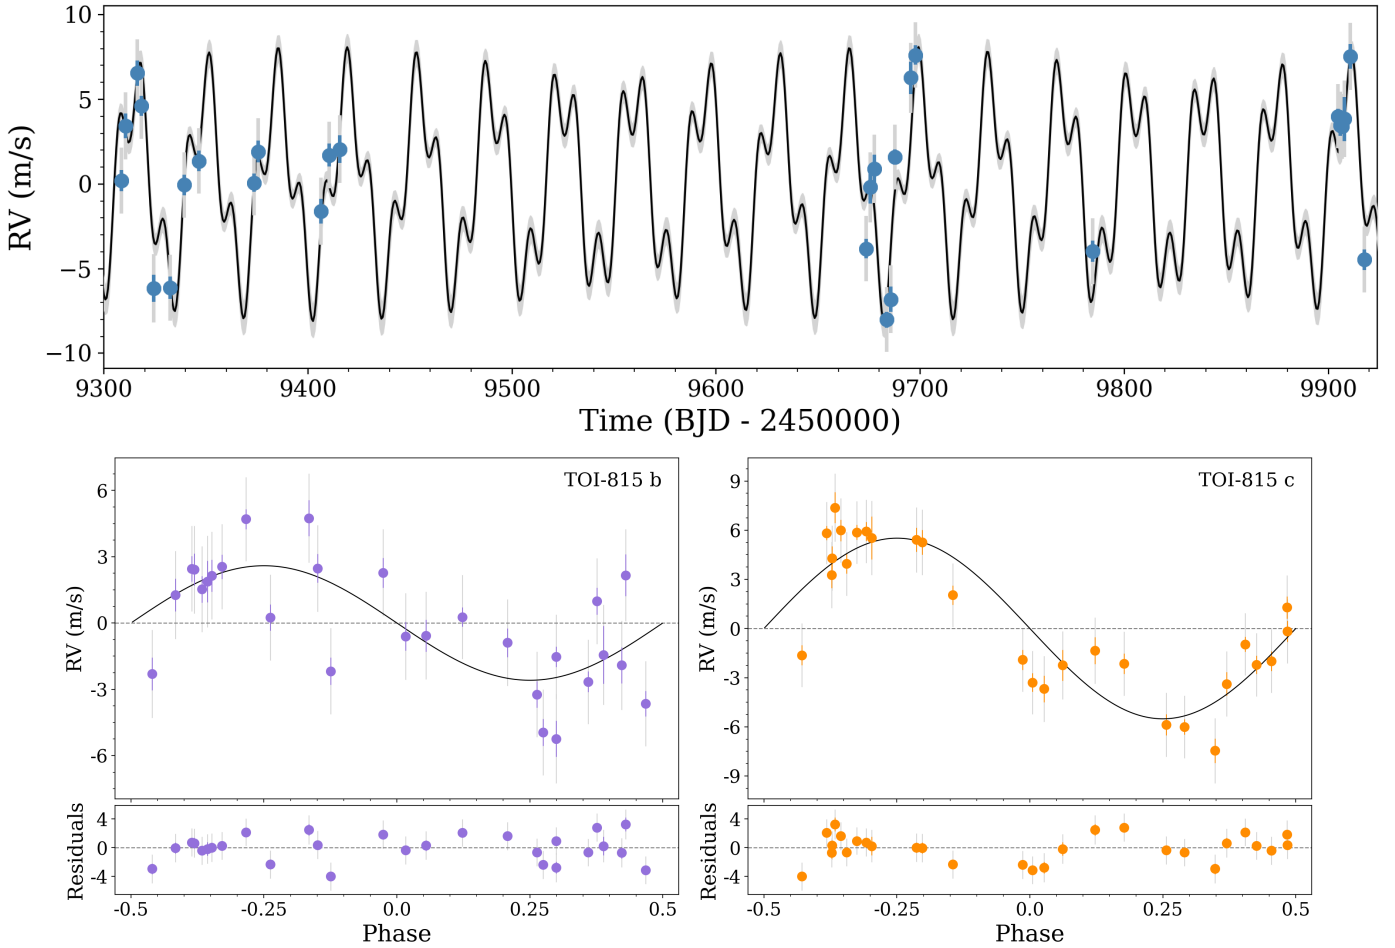 10
5
0
−5
−10
RV (m/s)
9300 9400 9500 9600 9700 9800 9900
Time (BJD - 2450000)
TOI-815 b
6
3
0
-3
-6
RV (m/s)
4
0
-4
Residuals
-0.5 -0.25 0.0 0.25 0.5
Phase
TOI-815 c
9
6
3
0
-3
-6
-9
RV (m/s)
4
0
-4
Residuals
-0.5 -0.25 0.0 0.25 0.5
Phase